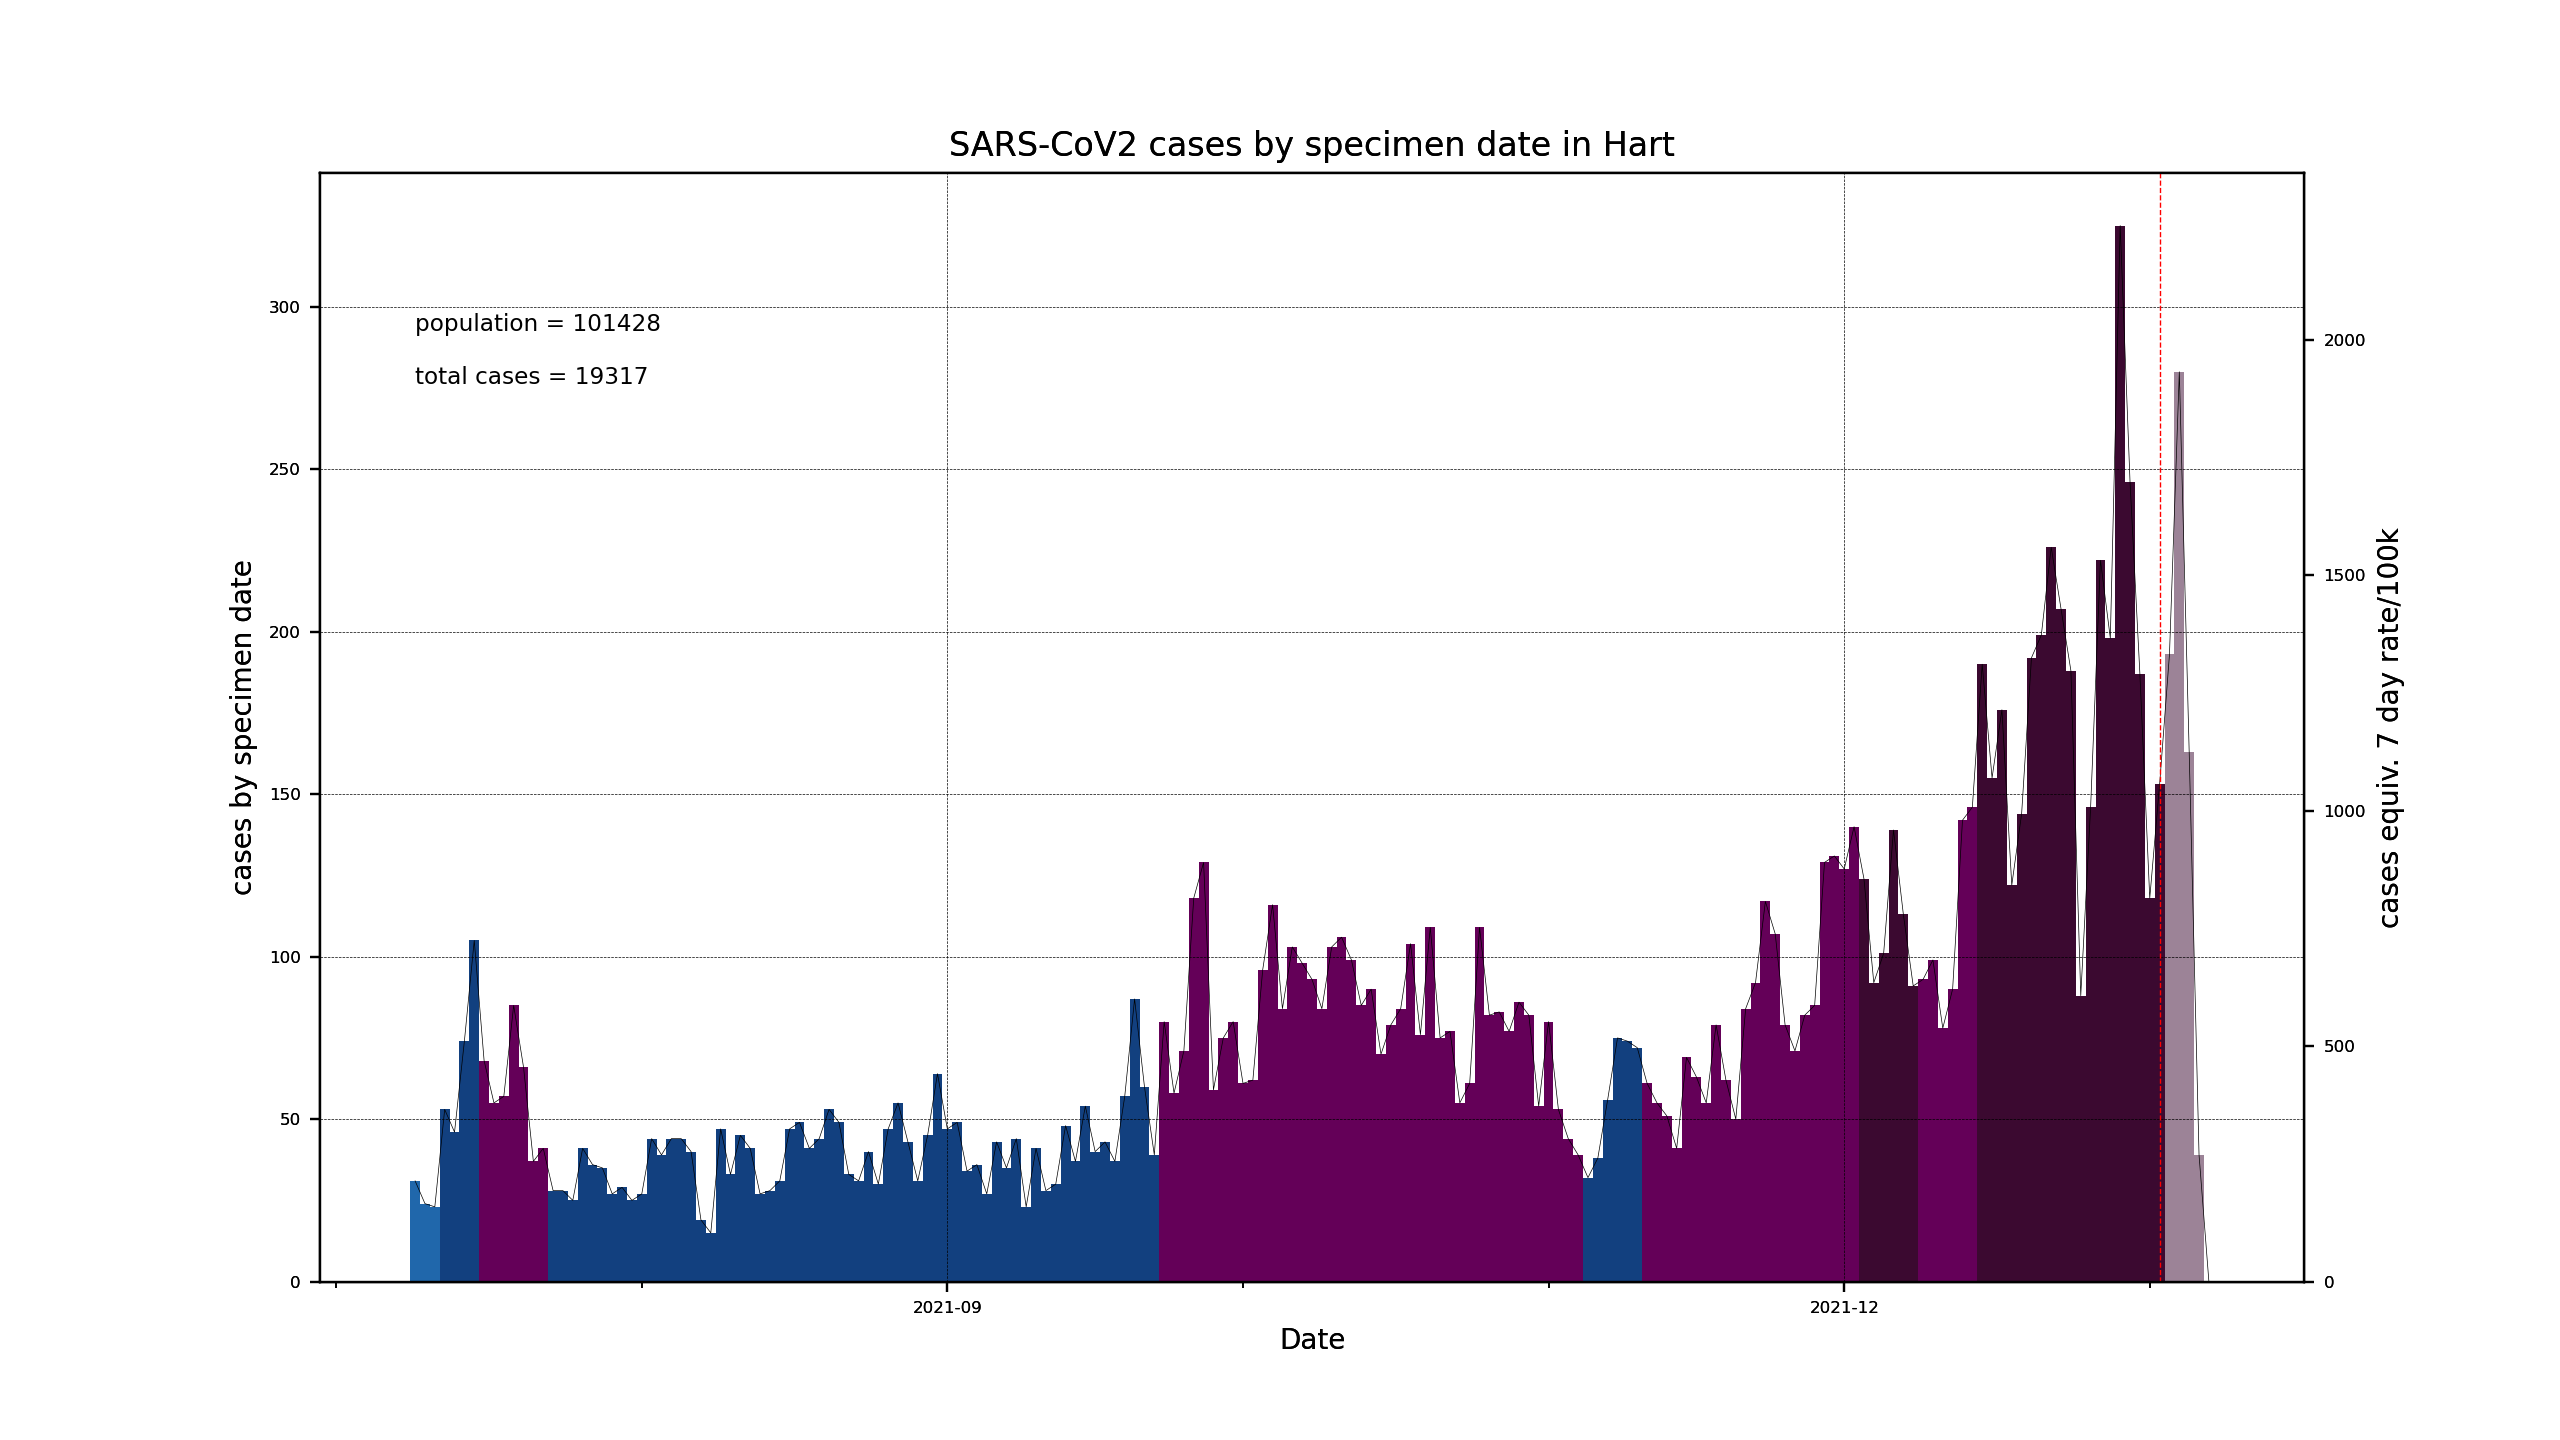 SARS-CoV2 cases by specimen date in Hart
population = 101428
total cases = 19317
cases by specimen date
300
250
200
150
100
50
0
2000
1500
1000
500
0
cases equiv. 7 day rate/100k
2021-09
2021-12
Date